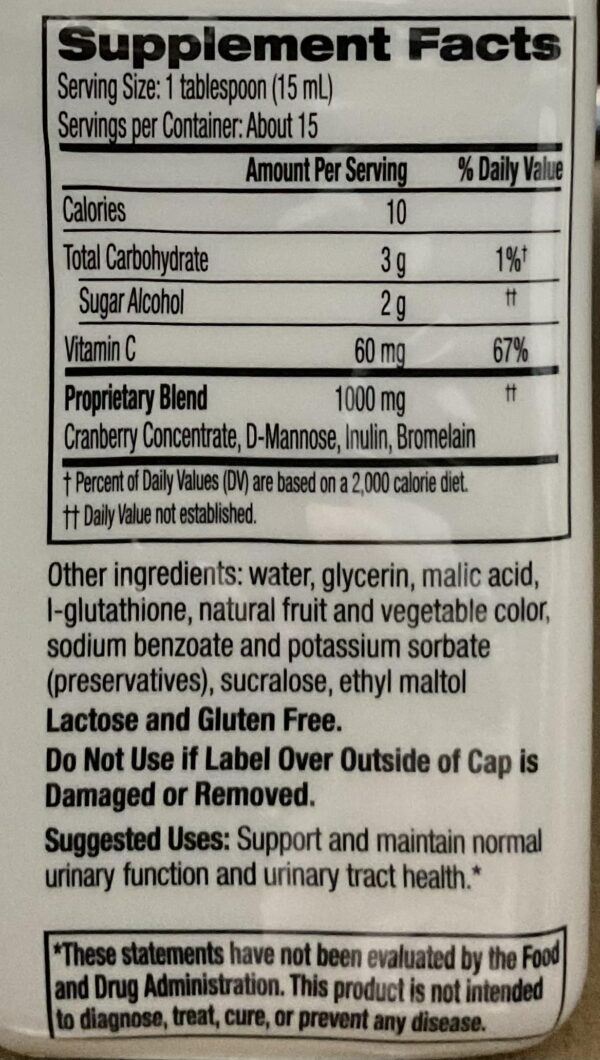 Supplement Facts
Serving Size: 1 tablespoon (15 mL)
Servings per Container: About 15
Amount Per Serving % Daily Value
Calories 10
Total Carbohydrate 3 g 1%†
Sugar Alcohol 2 g ††
Vitamin C 60 mg 67%
Proprietary Blend 1000 mg ††
Cranberry Concentrate, D-Mannose, Inulin, Bromelain
† Percent of Daily Values (DV) are based on a 2,000 calorie diet.
†† Daily Value not established.
Other ingredients: water, glycerin, malic acid,
l-glutathione, natural fruit and vegetable color,
sodium benzoate and potassium sorbate
(preservatives), sucralose, ethyl maltol
Lactose and Gluten Free.
Do Not Use if Label Over Outside of Cap is
Damaged or Removed.
Suggested Uses: Support and maintain normal
urinary function and urinary tract health.*
*These statements have not been evaluated by the Food
and Drug Administration. This product is not intended
to diagnose, treat, cure, or prevent any disease.